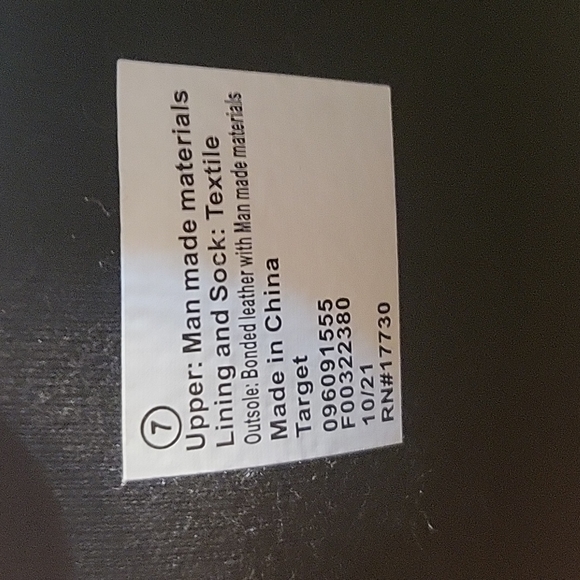 7
Upper: Man made materials
Lining and Sock: Textile
Outsole: Bonded leather with Man made materials
Made in China
Target
096091555
F00322380
10/21
RN#17730